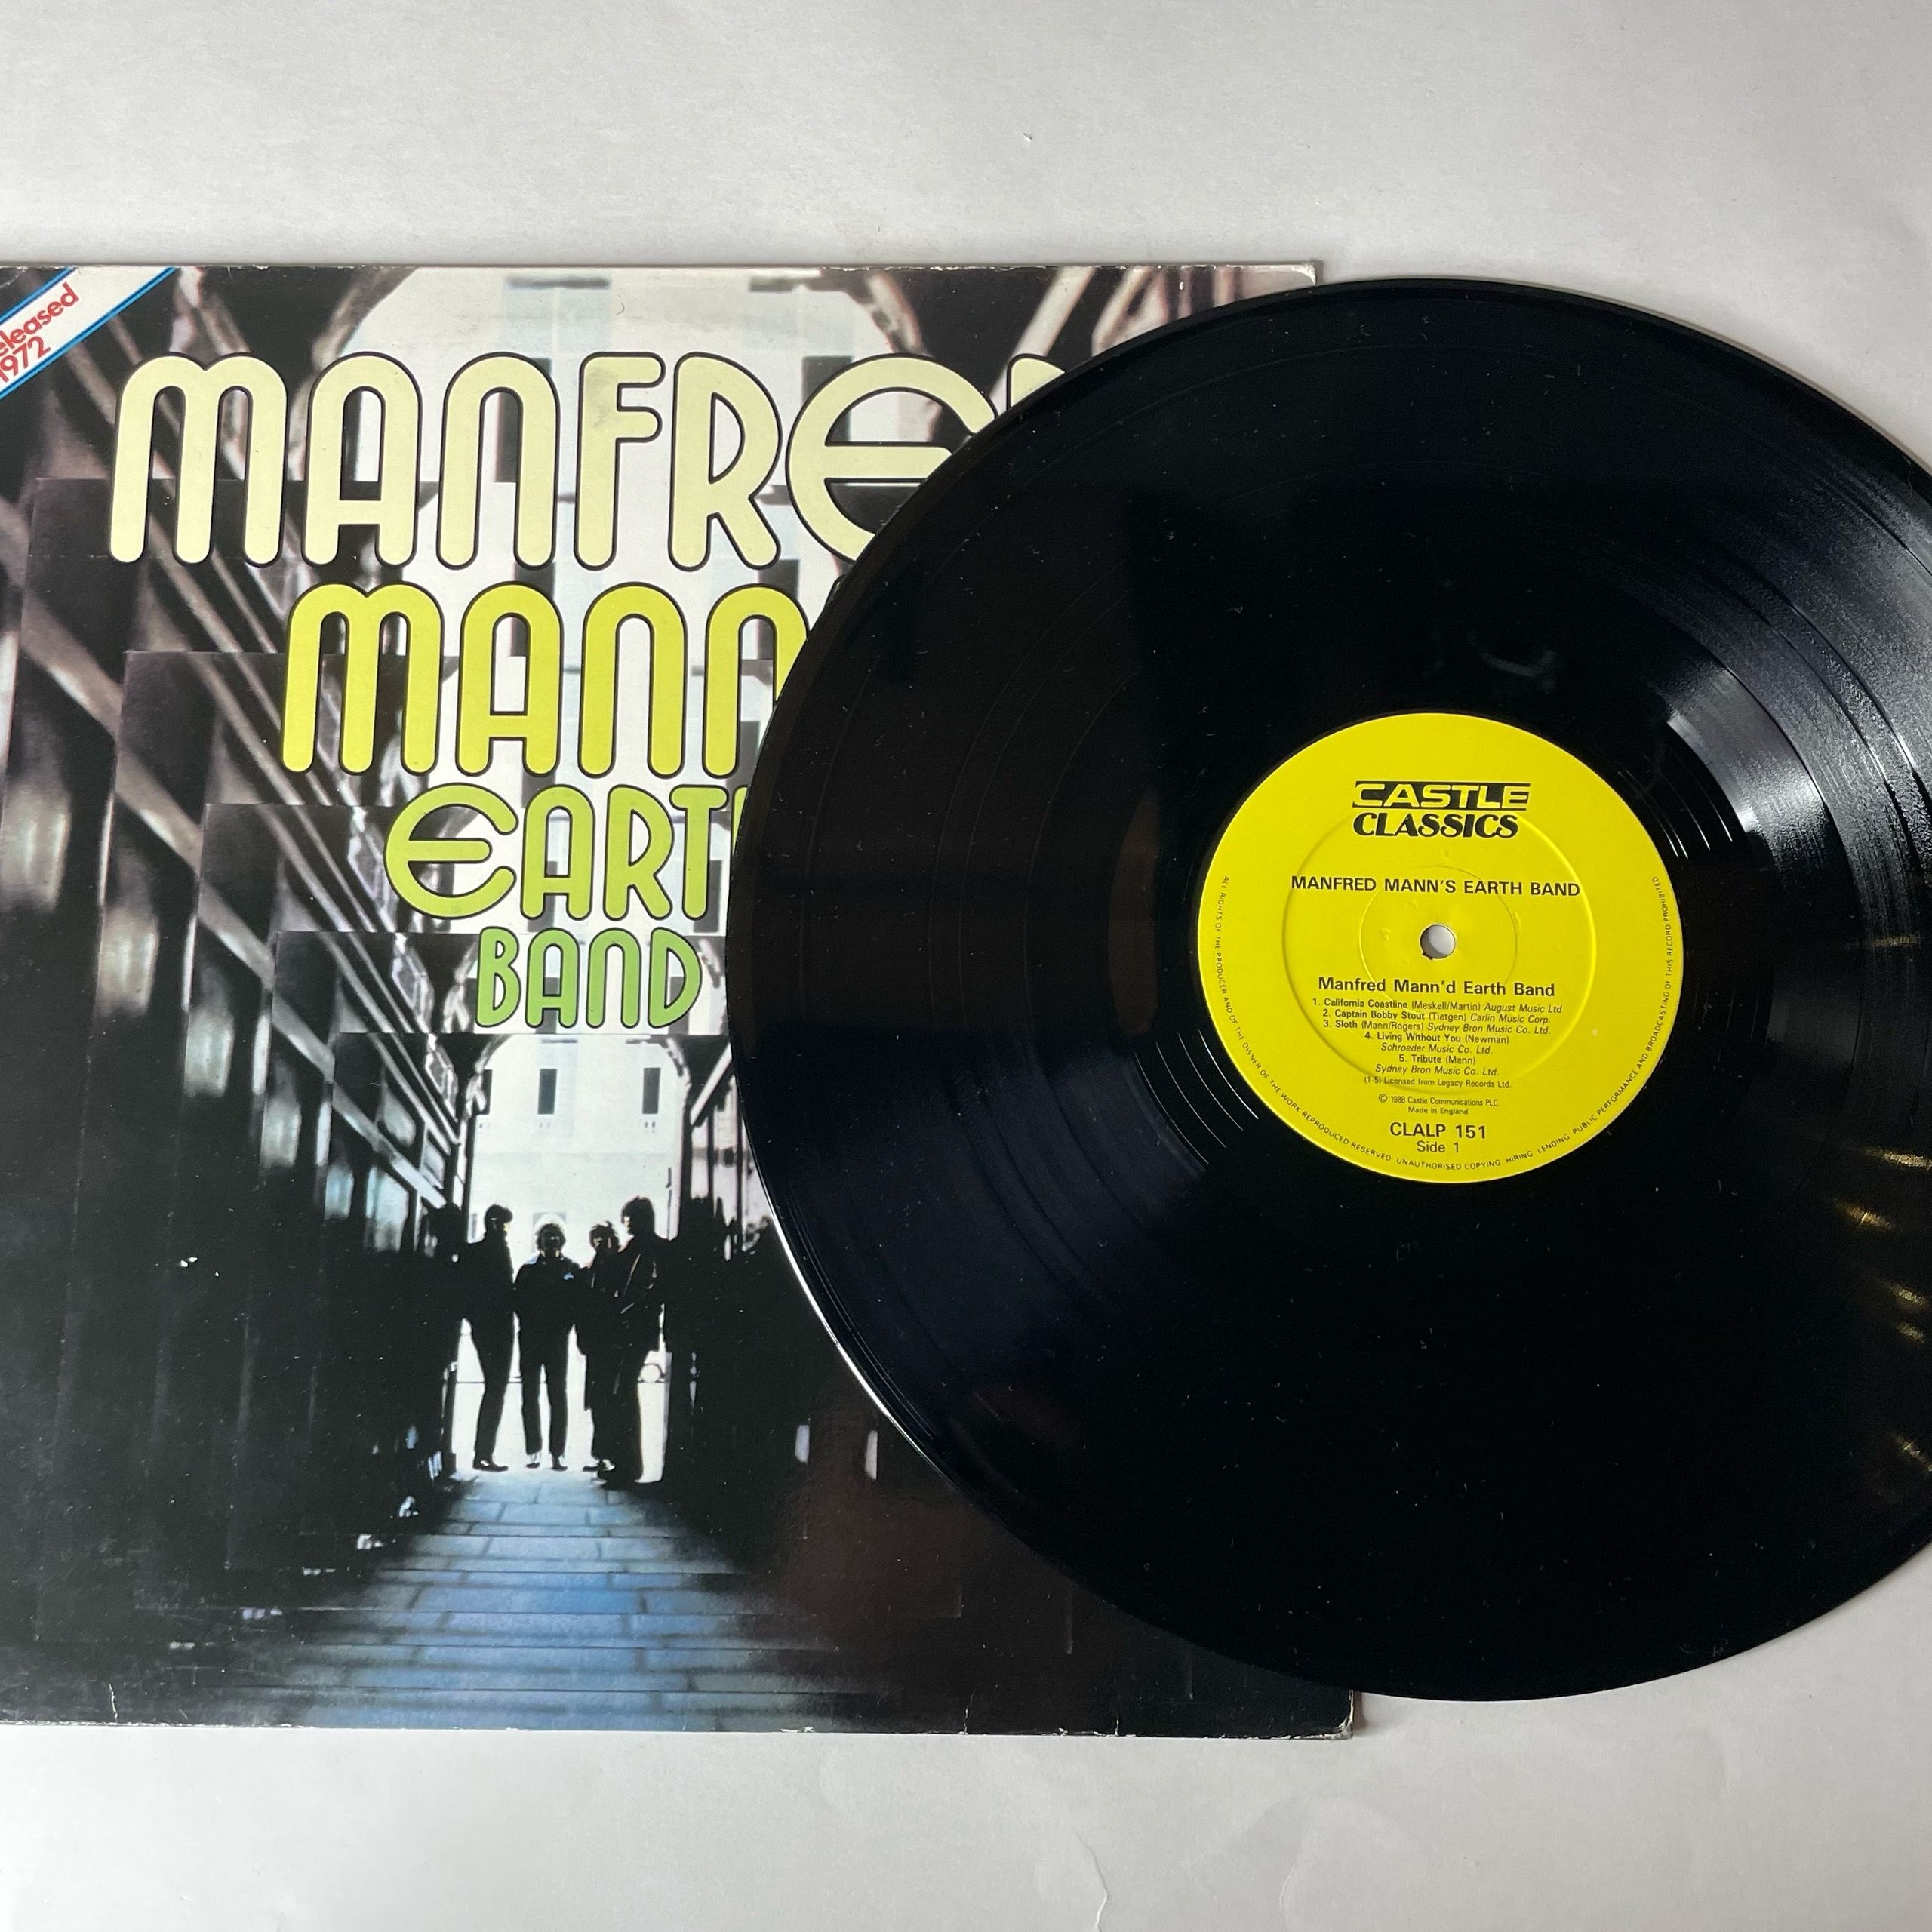 eleased
1972
MANFRE
MANN
EARTH
BAND
CASTLE
CLASSICS
MANFRED MANN'S EARTH BAND
Manfred Mann'd Earth Band
1. California Coastline (Meskell/Martin) August Music Ltd
2. Captain Bobby Stout (Tietgen) Carlin Music Corp.
3. Sloth (Mann/Rogers) Sydney Bron Music Co. Ltd.
4. Living Without You (Newman)
Schroeder Music Co. Ltd.
5. Tribute (Mann)
Sydney Bron Music Co. Ltd.
(1-5) Licensed from Legacy Records Ltd.
© 1988 Castle Communications PLC
Made in England
CLALP 151
Side 1
ALL RIGHTS OF THE PRODUCER AND OF THE OWNER OF THE WORK REPRODUCED RESERVED. UNAUTHORISED COPYING. HIRING. LENDING. PUBLIC PERFORMANCE AND BROADCASTING OF THIS RECORD PROHIBITED